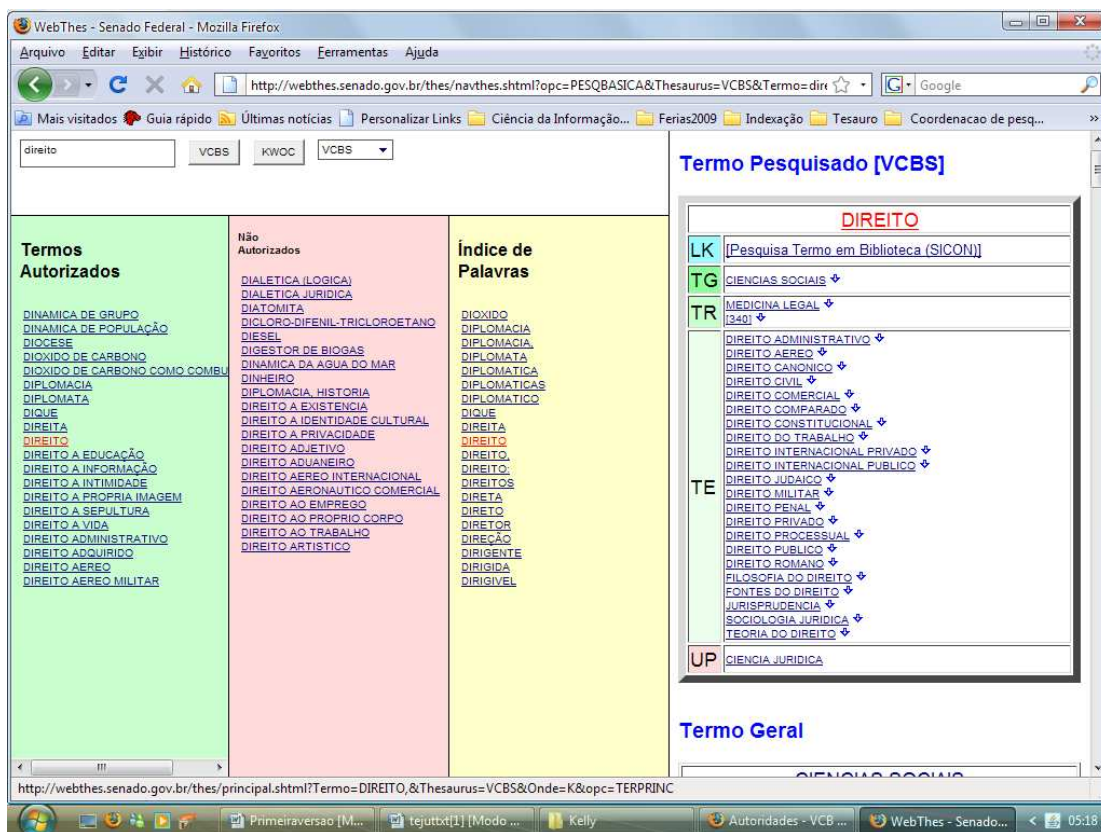 WebThes - Senado Federal - Mozilla Firefox
Arquivo Editar Exibir Histórico Favoritos Ferramentas Ajuda
http://webthes.senado.gov.br/thes/navthes.shtml?opc=PESQBASICA&Thesaurus=VCBS&Termo=dire
Google
Mais visitados Guia rápido Últimas notícias Personalizar Links Ciência da Informação... Ferias2009 Indexação Tesauro Coordenacao de pesq... »
direito VCBS KWOC VCBS
Termos
Autorizados
DINAMICA DE GRUPO
DINAMICA DE POPULAÇÃO
DIOCESE
DIOXIDO DE CARBONO
DIOXIDO DE CARBONO COMO COMBU
DIPLOMACIA
DIPLOMATA
DIQUE
DIREITA
DIREITO
DIREITO A EDUCAÇÃO
DIREITO A INFORMAÇÃO
DIREITO A INTIMIDADE
DIREITO A PROPRIA IMAGEM
DIREITO A SEPULTURA
DIREITO A VIDA
DIREITO ADMINISTRATIVO
DIREITO ADQUIRIDO
DIREITO AEREO
DIREITO AEREO MILITAR
Não
Autorizados
DIALETICA (LOGICA)
DIALETICA JURIDICA
DIATOMITA
DICLORO-DIFENIL-TRICLOROETANO
DIESEL
DIGESTOR DE BIOGAS
DINAMICA DA AGUA DO MAR
DINHEIRO
DIPLOMACIA, HISTORIA
DIREITO A EXISTENCIA
DIREITO A IDENTIDADE CULTURAL
DIREITO A PRIVACIDADE
DIREITO ADJETIVO
DIREITO ADUANEIRO
DIREITO AEREO INTERNACIONAL
DIREITO AERONAUTICO COMERCIAL
DIREITO AO EMPREGO
DIREITO AO PROPRIO CORPO
DIREITO AO TRABALHO
DIREITO ARTISTICO
Índice de
Palavras
DIOXIDO
DIPLOMACIA
DIPLOMACIA,
DIPLOMATA
DIPLOMATICA
DIPLOMATICAS
DIPLOMATICO
DIQUE
DIREITA
DIREITO
DIREITO,
DIREITO:
DIREITOS
DIRETA
DIRETO
DIRETOR
DIREÇÃO
DIRIGENTE
DIRIGIDA
DIRIGIVEL
Termo Pesquisado [VCBS]
DIREITO
LK [Pesquisa Termo em Biblioteca (SICON)]
TG CIENCIAS SOCIAIS
TR MEDICINA LEGAL
[340]
TE
DIREITO ADMINISTRATIVO
DIREITO AEREO
DIREITO CANONICO
DIREITO CIVIL
DIREITO COMERCIAL
DIREITO COMPARADO
DIREITO CONSTITUCIONAL
DIREITO DO TRABALHO
DIREITO INTERNACIONAL PRIVADO
DIREITO INTERNACIONAL PUBLICO
DIREITO JUDAICO
DIREITO MILITAR
DIREITO PENAL
DIREITO PRIVADO
DIREITO PROCESSUAL
DIREITO PUBLICO
DIREITO ROMANO
FILOSOFIA DO DIREITO
FONTES DO DIREITO
JURISPRUDENCIA
SOCIOLOGIA JURIDICA
TEORIA DO DIREITO
UP CIENCIA JURIDICA
Termo Geral
CIENCIAS SOCIAIS
http://webthes.senado.gov.br/thes/principal.shtml?Termo=DIREITO,&Thesaurus=VCBS&Onde=K&opc=TERPRINC
Primeiraversao [M... tejuttxt[1] [Modo ... Kelly Autoridades - VCB ... WebThes - Senado... 05:18